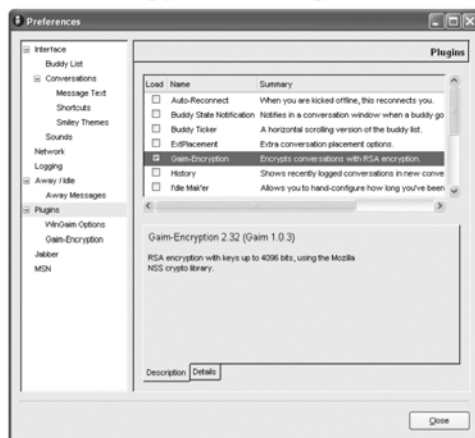 Preferences
Interface
Buddy List
Conversations
Message Text
Shortcuts
Smiley Themes
Sounds
Network
Logging
Away / Idle
Away Messages
Plugins
WinGaim Options
Gaim-Encryption
Jabber
MSN
Plugins
Load Name Summary
Auto-Reconnect When you are kicked offline, this reconnects you.
Buddy State Notification Notifies in a conversation window when a buddy go
Buddy Ticker A horizontal scrolling version of the buddy list.
ExtPlacement Extra conversation placement options.
Gaim-Encryption Encrypts conversations with RSA encryption.
History Shows recently logged conversations in new conve
I'dle Mak'er Allows you to hand-configure how long you've been
Gaim-Encryption 2.32 (Gaim 1.0.3)
RSA encryption with keys up to 4096 bits, using the Mozilla
NSS crypto library.
Description Details
Close